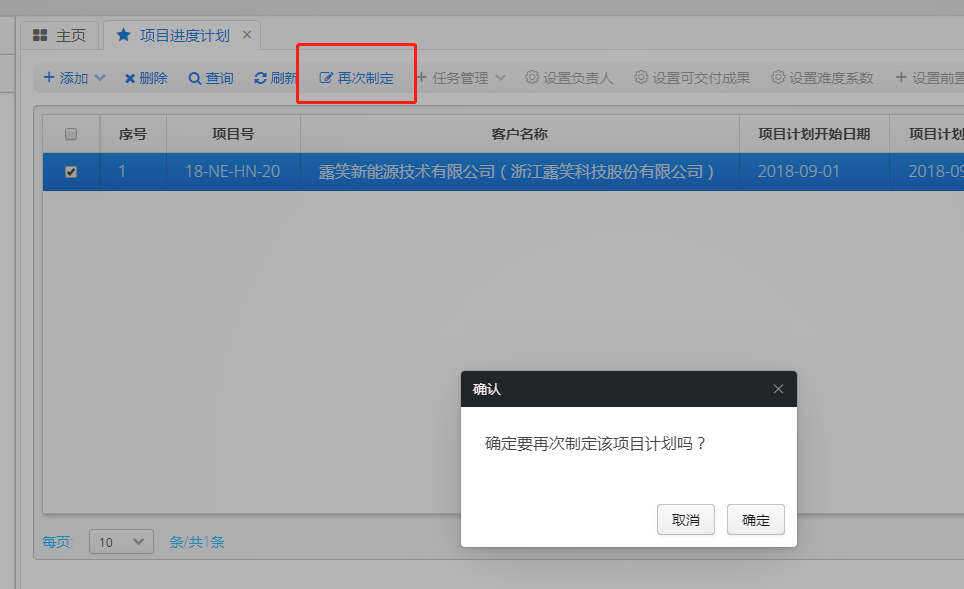 主页 项目进度计划
添加 删除 查询 刷新 再次制定 任务管理 设置负责人 设置可交付成果 设置难度系数 设置前置
序号 项目号 客户名称 项目计划开始日期 项目计划
1 18-NE-HN-20 露笑新能源技术有限公司（浙江露笑科技股份有限公司） 2018-09-01 2018-09
确认
确定要再次制定该项目计划吗？
取消 确定
每页: 10 条/共1条